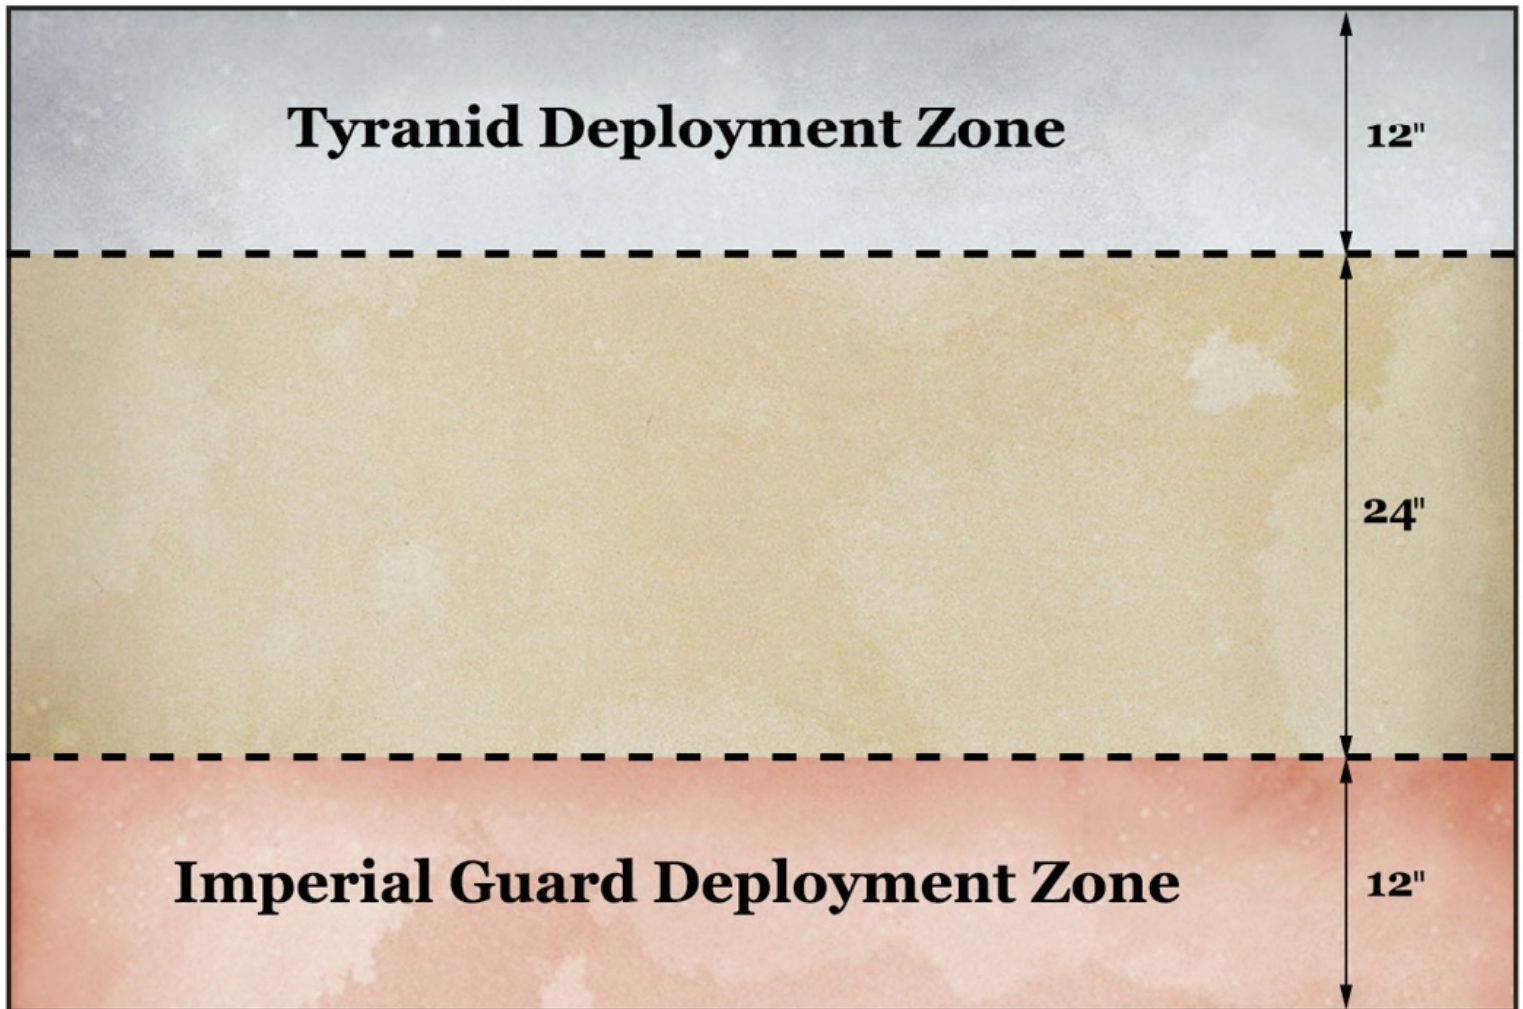 Tyranid Deployment Zone
12"
24"
Imperial Guard Deployment Zone
12"